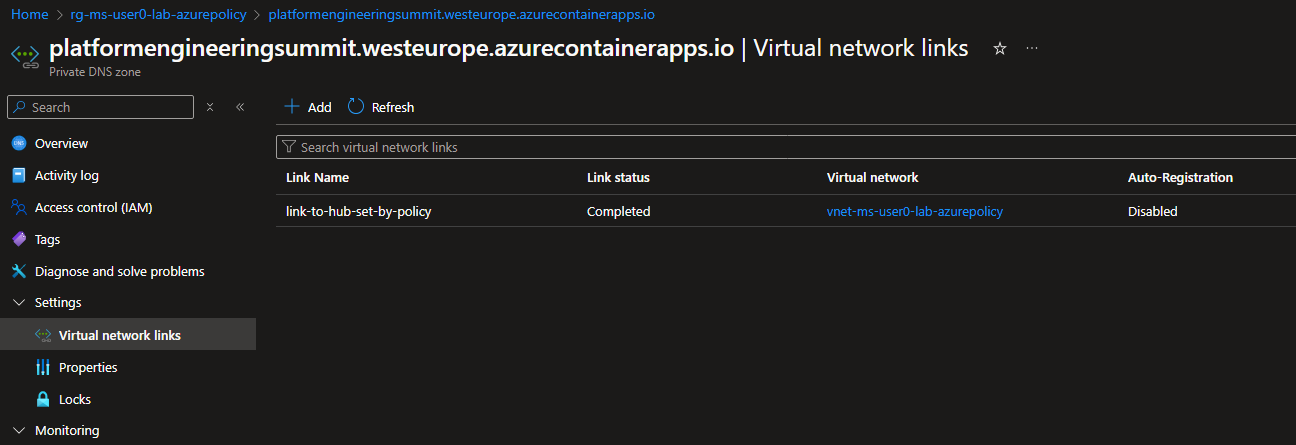 Home > rg-ms-user0-lab-azurepolicy > platformengineeringsummit.westeurope.azurecontainerapps.io
platformengineeringsummit.westeurope.azurecontainerapps.io | Virtual network links
Private DNS zone
Search
Add
Refresh
Overview
Activity log
Access control (IAM)
Tags
Diagnose and solve problems
Settings
Virtual network links
Properties
Locks
Monitoring
Search virtual network links
Link Name Link status Virtual network Auto-Registration
link-to-hub-set-by-policy Completed vnet-ms-user0-lab-azurepolicy Disabled